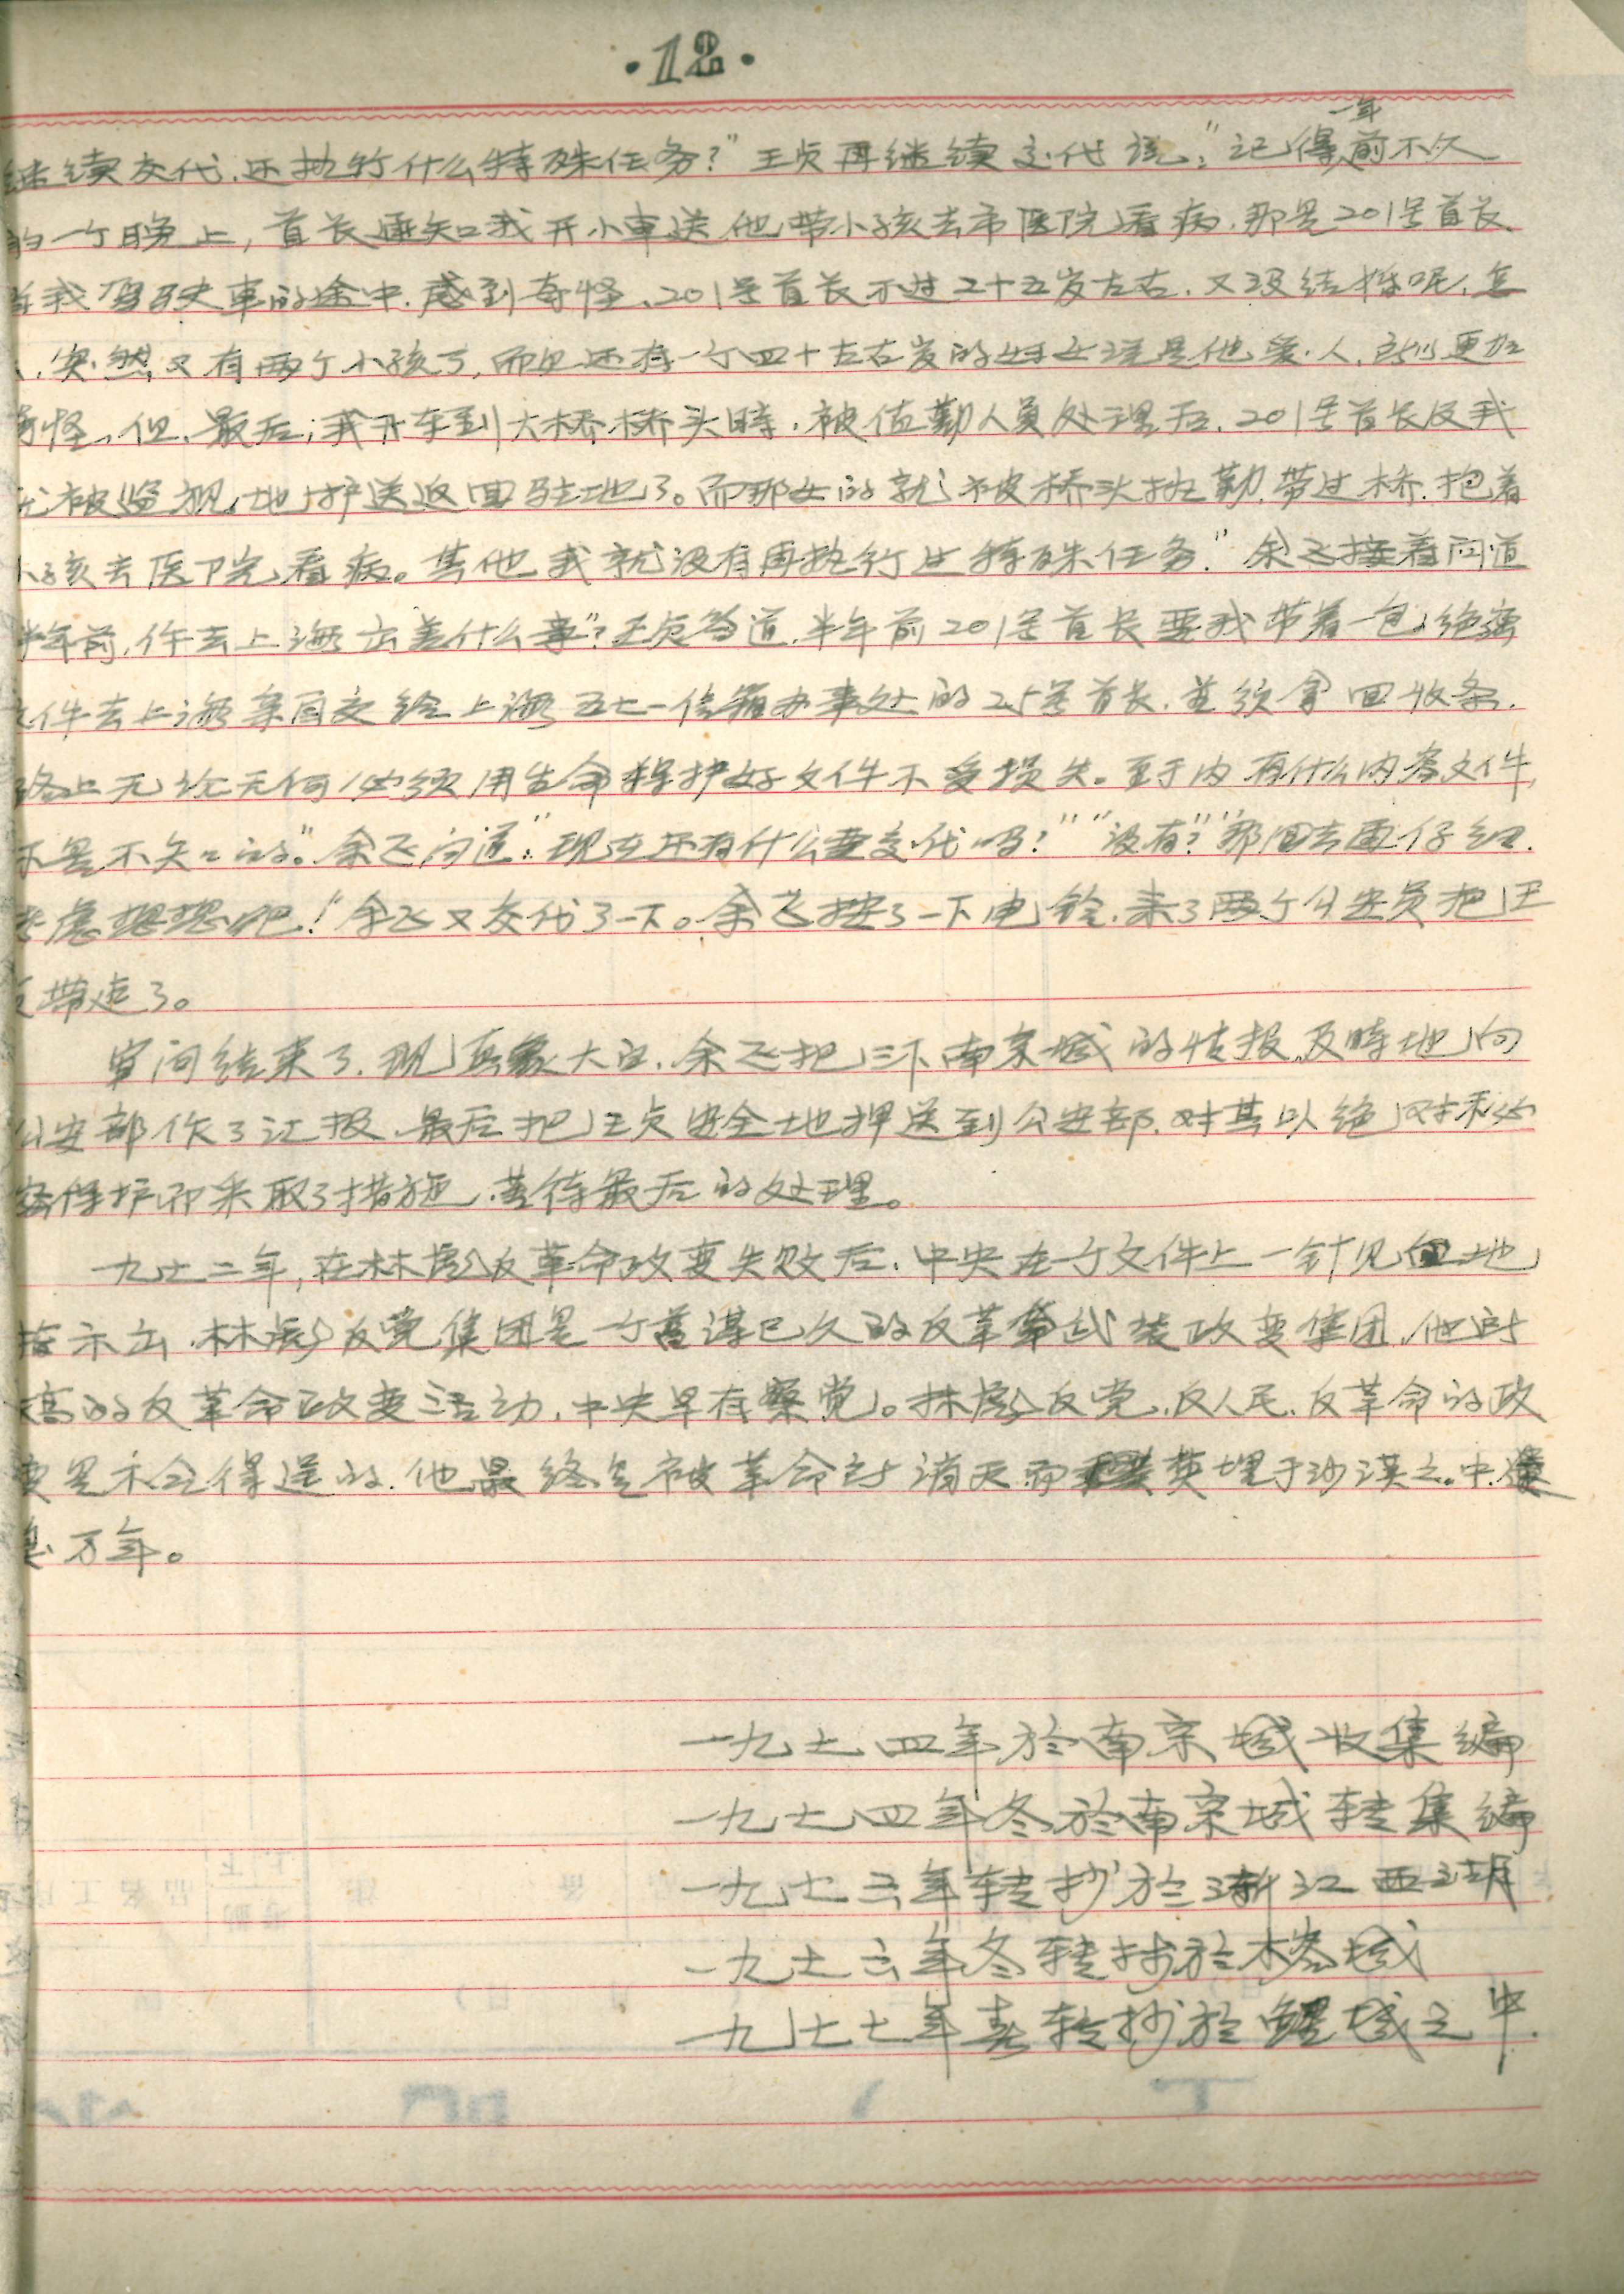 ·12·
一年
继续交代,还执行什么特殊任务?"王贞再继续交代说:"记得前不久
的一个晚上,首长通知我开小車送他带小孩去市医院看病.那是201号首长.
我驾驶車的途中.感到奇怪、201号首长不过二十五岁左右.又没结婚呢,怎
突然又有两个小孩了,而且还有一个四十左右岁的妇女说是他爱人,所以更加
奇怪,但.最后,我开车到大桥桥头時.被值勤人員处理后.201号首长及我
被监視地护送返回驻地了。而那女的就被桥头执勤.带过桥.抱着
小孩去医院看病。其他我就没有再执行过特殊任务."余飞接着问道
半年前,你去上海出差什么事"?王贞答道.半年前201号首长要我带着一包绝密
文件去上海亲自交给上海五七一信箱办事处的25号首长.并须拿回收条.
路上无论无何必须用生命保护好文件不受损失。至于内有什么内务文件,
不是不知的。"余飞问道:"现在还有什么要交代吗?""没有?""那回去再仔细.
考虑想想吧!"余飞又交代了一下。余飞按了一下电铃.来了两个公安员把王
贞带走了。
审问结束了.现真象大白.余飞把三下南京城的情报及時地向
公安部作了汇报.最后把王贞安全地押送到公安部.对其以绝对秘
密保护而采取了措施.等待最后的处理。
一九七二年,在林彪反革命政变失败后.中央在一个文件上一针见血地
指示出.林彪反党集团是一个蓄谋已久的反革命武装政变集团.他所
搞的反革命政变活动.中央早有察觉。林彪反党.反人民.反革命的政
变是不会得逞的.他最终是被革命所消灭而葬埋于沙漠之中.遗
臭万年。
一九七四年於南京城收集编
一九七四年冬於南京城转集编
一九七六年转抄於浙江西湖
一九七六年冬转抄於榕城
一九七七年春转抄於鲤城之中.